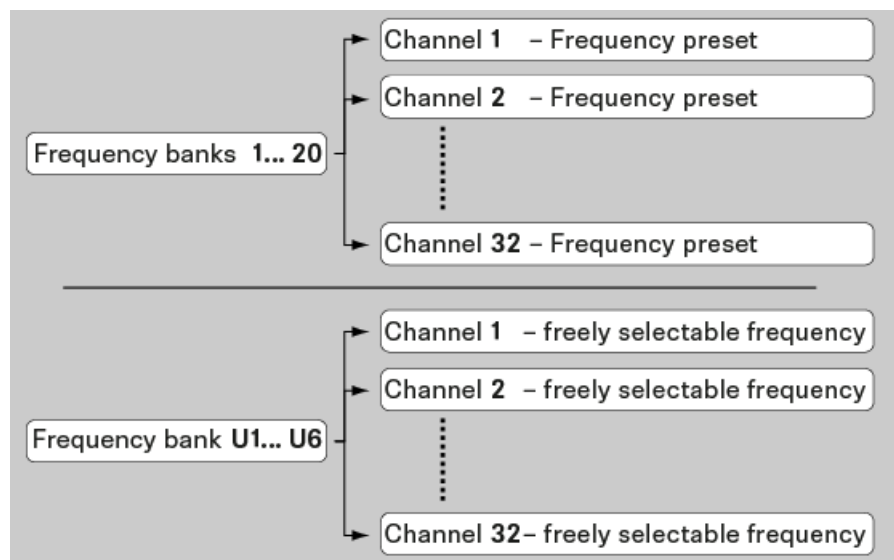 Channel 1 – Frequency preset
Channel 2 – Frequency preset
Frequency banks 1... 20
Channel 32 – Frequency preset
Channel 1 – freely selectable frequency
Channel 2 – freely selectable frequency
Frequency bank U1... U6
Channel 32– freely selectable frequency